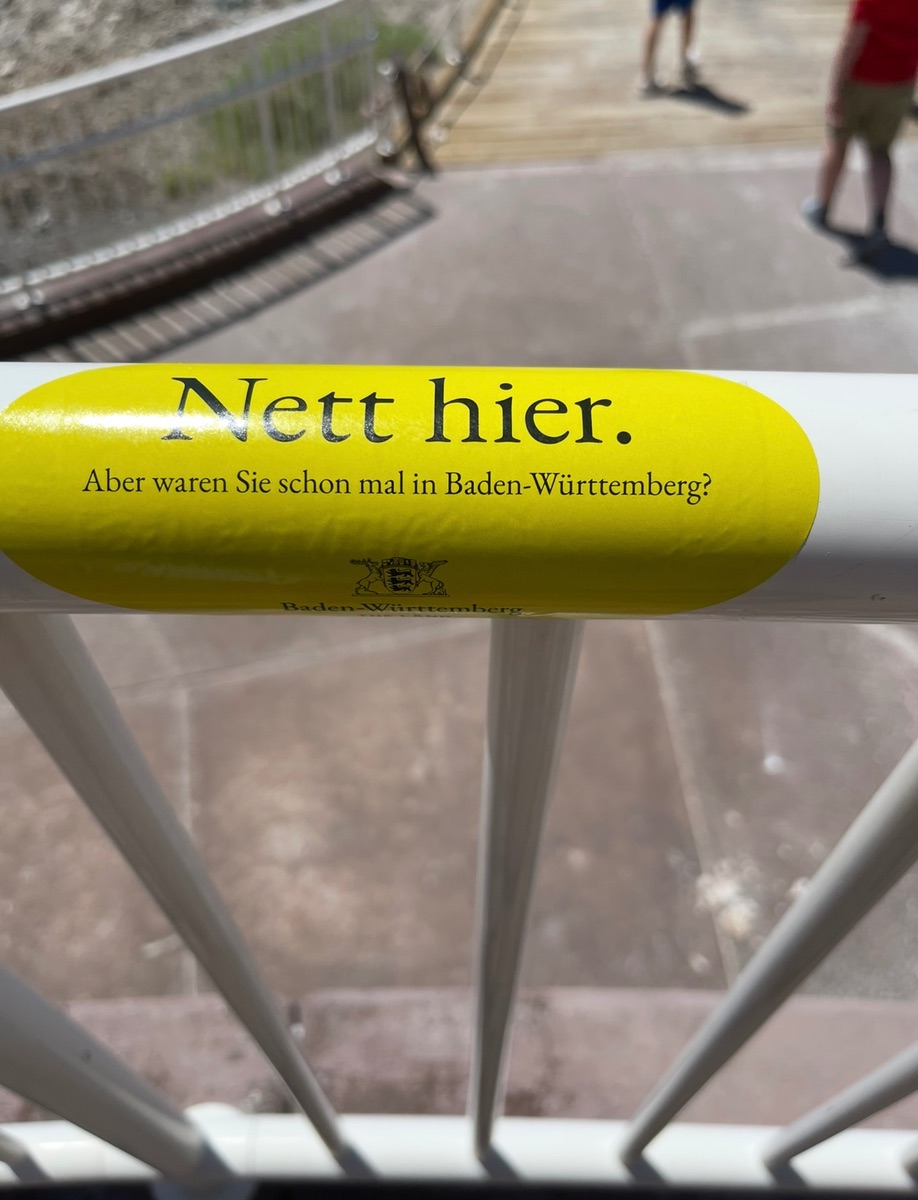 Nett hier.
Aber waren Sie schon mal in Baden-Württemberg?
Baden-Württemberg